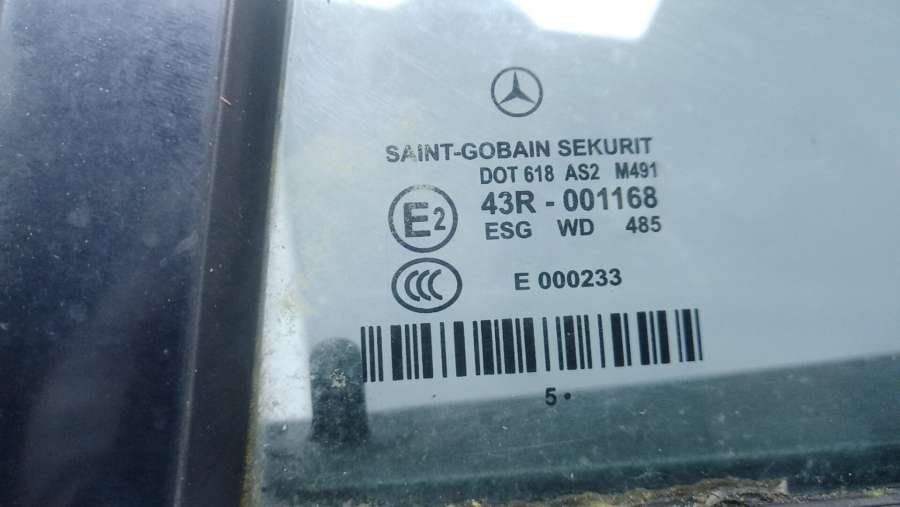 SAINT-GOBAIN SEKURIT
DOT 618 AS2 M491
E2 43R - 001168
ESG WD 485
CCC E 000233
5 •